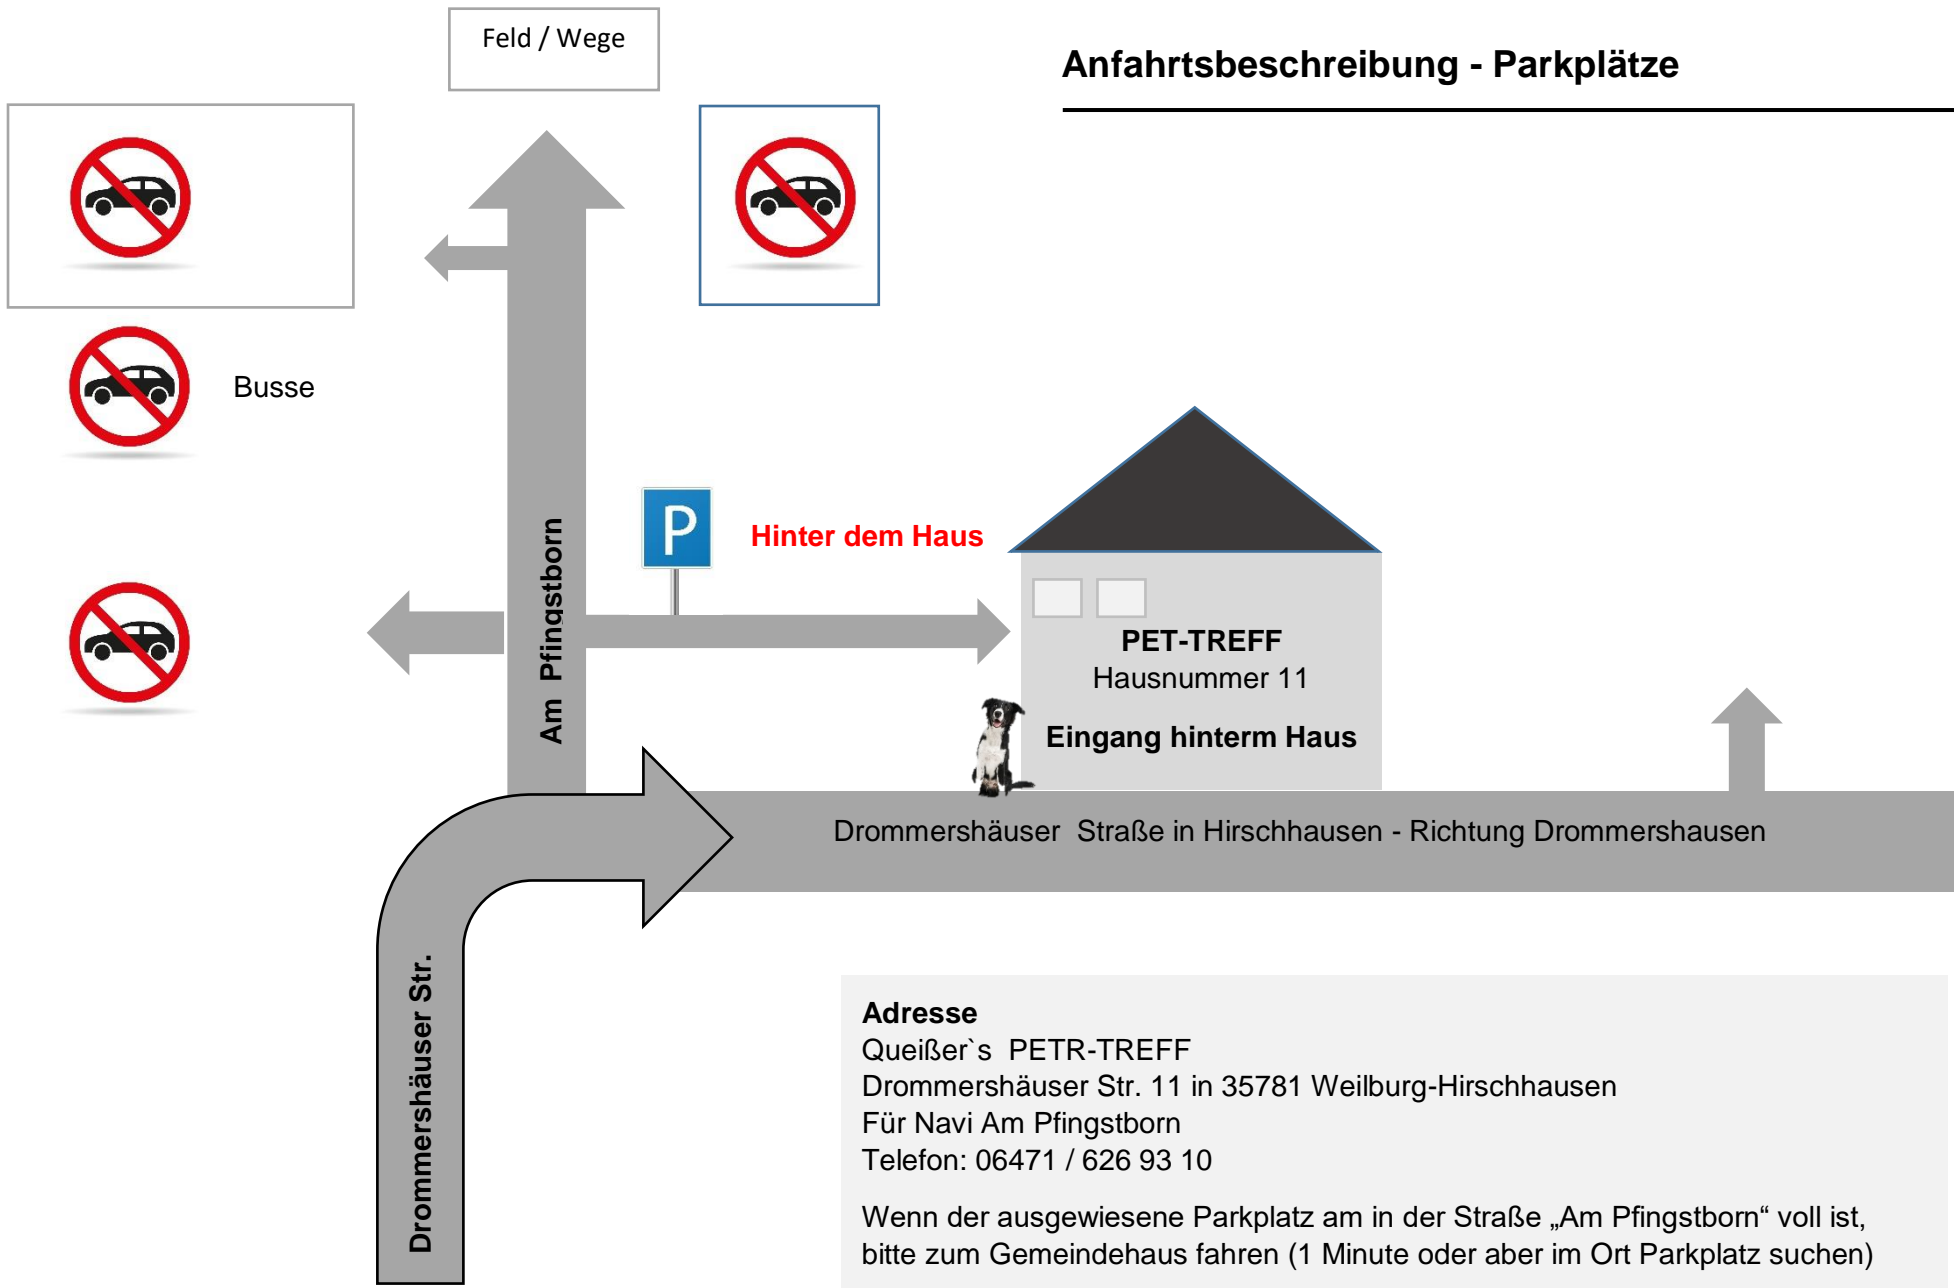 Feld / Wege
Anfahrtsbeschreibung - Parkplätze
Busse
P
Hinter dem Haus
Am Pfingstborn
PET-TREFF
Hausnummer 11
Eingang hinterm Haus
Drommershäuser Straße in Hirschhausen - Richtung Drommershausen
Drommershäuser Str.
Adresse
Queißer`s PETR-TREFF
Drommershäuser Str. 11 in 35781 Weilburg-Hirschhausen
Für Navi Am Pfingstborn
Telefon: 06471 / 626 93 10
Wenn der ausgewiesene Parkplatz am in der Straße „Am Pfingstborn“ voll ist,
bitte zum Gemeindehaus fahren (1 Minute oder aber im Ort Parkplatz suchen)